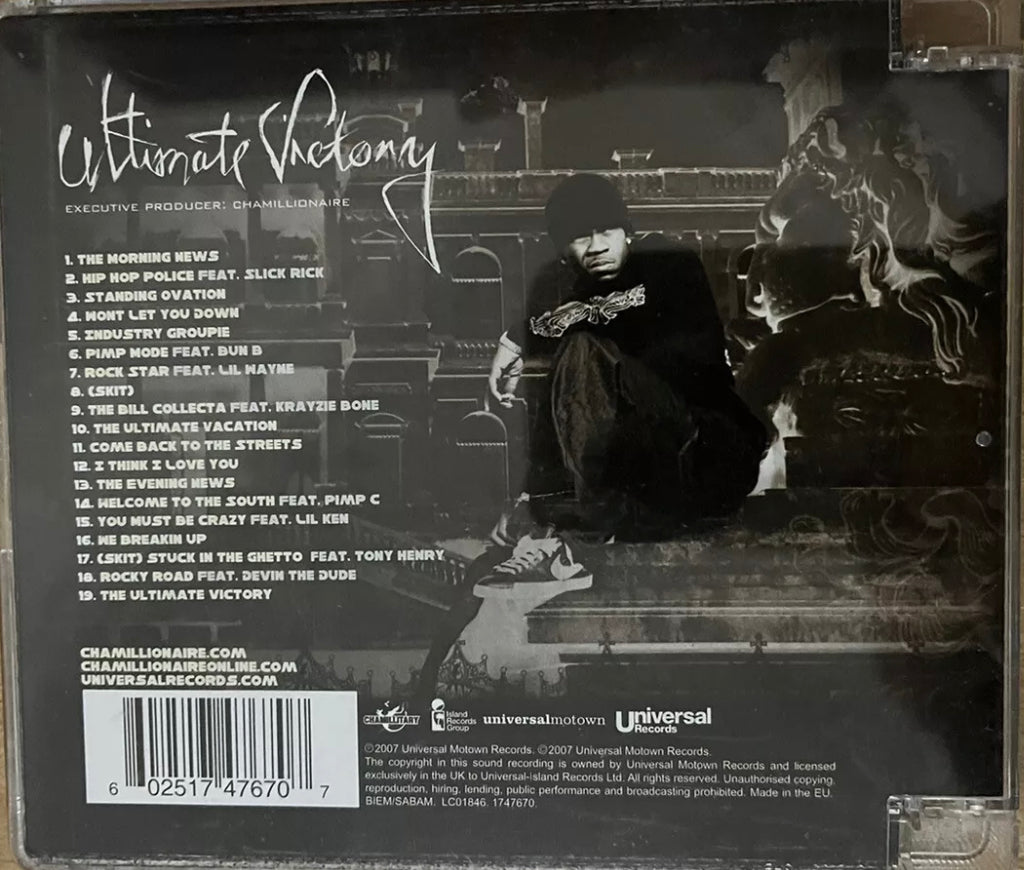 Ultimate Victory
EXECUTIVE PRODUCER: CHAMILLIONAIRE
1. THE MORNING NEWS
2. HIP HOP POLICE FEAT. SLICK RICK
3. STANDING OVATION
4. WONT LET YOU DOWN
5. INDUSTRY GROUPIE
6. PIMP MODE FEAT. BUN B
7. ROCK STAR FEAT. LIL WAYNE
8. (SKIT)
9. THE BILL COLLECTA FEAT. KRAYZIE BONE
10. THE ULTIMATE VACATION
11. COME BACK TO THE STREETS
12. I THINK I LOVE YOU
13. THE EVENING NEWS
14. WELCOME TO THE SOUTH FEAT. PIMP C
15. YOU MUST BE CRAZY FEAT. LIL KEN
16. WE BREAKIN UP
17. (SKIT) STUCK IN THE GHETTO FEAT. TONY HENRY
18. ROCKY ROAD FEAT. DEVIN THE DUDE
19. THE ULTIMATE VICTORY
CHAMILLIONAIRE.COM
CHAMILLIONAIREONLINE.COM
UNIVERSALRECORDS.COM
CHAMILLITARY
Island
Records
Group
universalmotown
Universal
Records
℗2007 Universal Motown Records. ©2007 Universal Motown Records.
The copyright in this sound recording is owned by Universal Motown Records and licensed
exclusively in the UK to Universal-Island Records Ltd. All rights reserved. Unauthorised copying,
reproduction, hiring, lending, public performance and broadcasting prohibited. Made in the EU.
BIEM/SABAM. LC01846. 1747670.
6 02517 47670 7